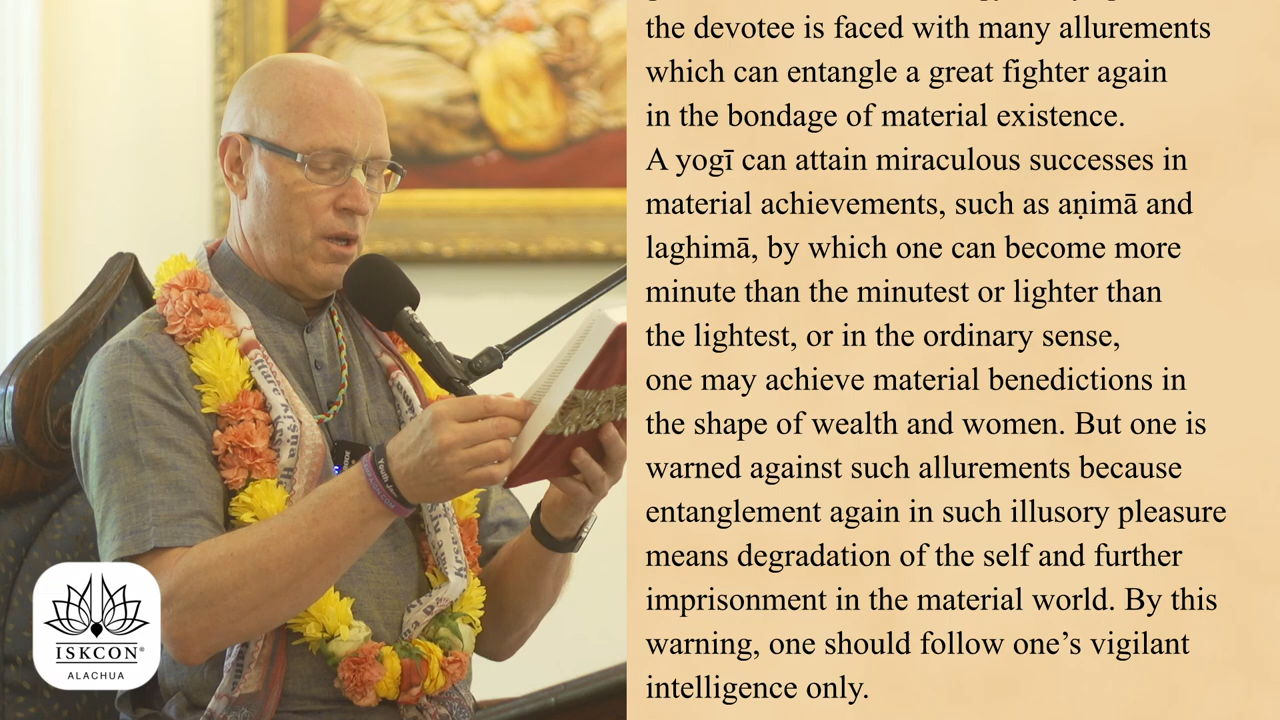 the devotee is faced with many allurements
which can entangle a great fighter again
in the bondage of material existence.
A yogī can attain miraculous successes in
material achievements, such as aṇimā and
laghimā, by which one can become more
minute than the minutest or lighter than
the lightest, or in the ordinary sense,
one may achieve material benedictions in
the shape of wealth and women. But one is
warned against such allurements because
entanglement again in such illusory pleasure
means degradation of the self and further
imprisonment in the material world. By this
warning, one should follow one’s vigilant
intelligence only.
Youth
ISKCON®
ALACHUA